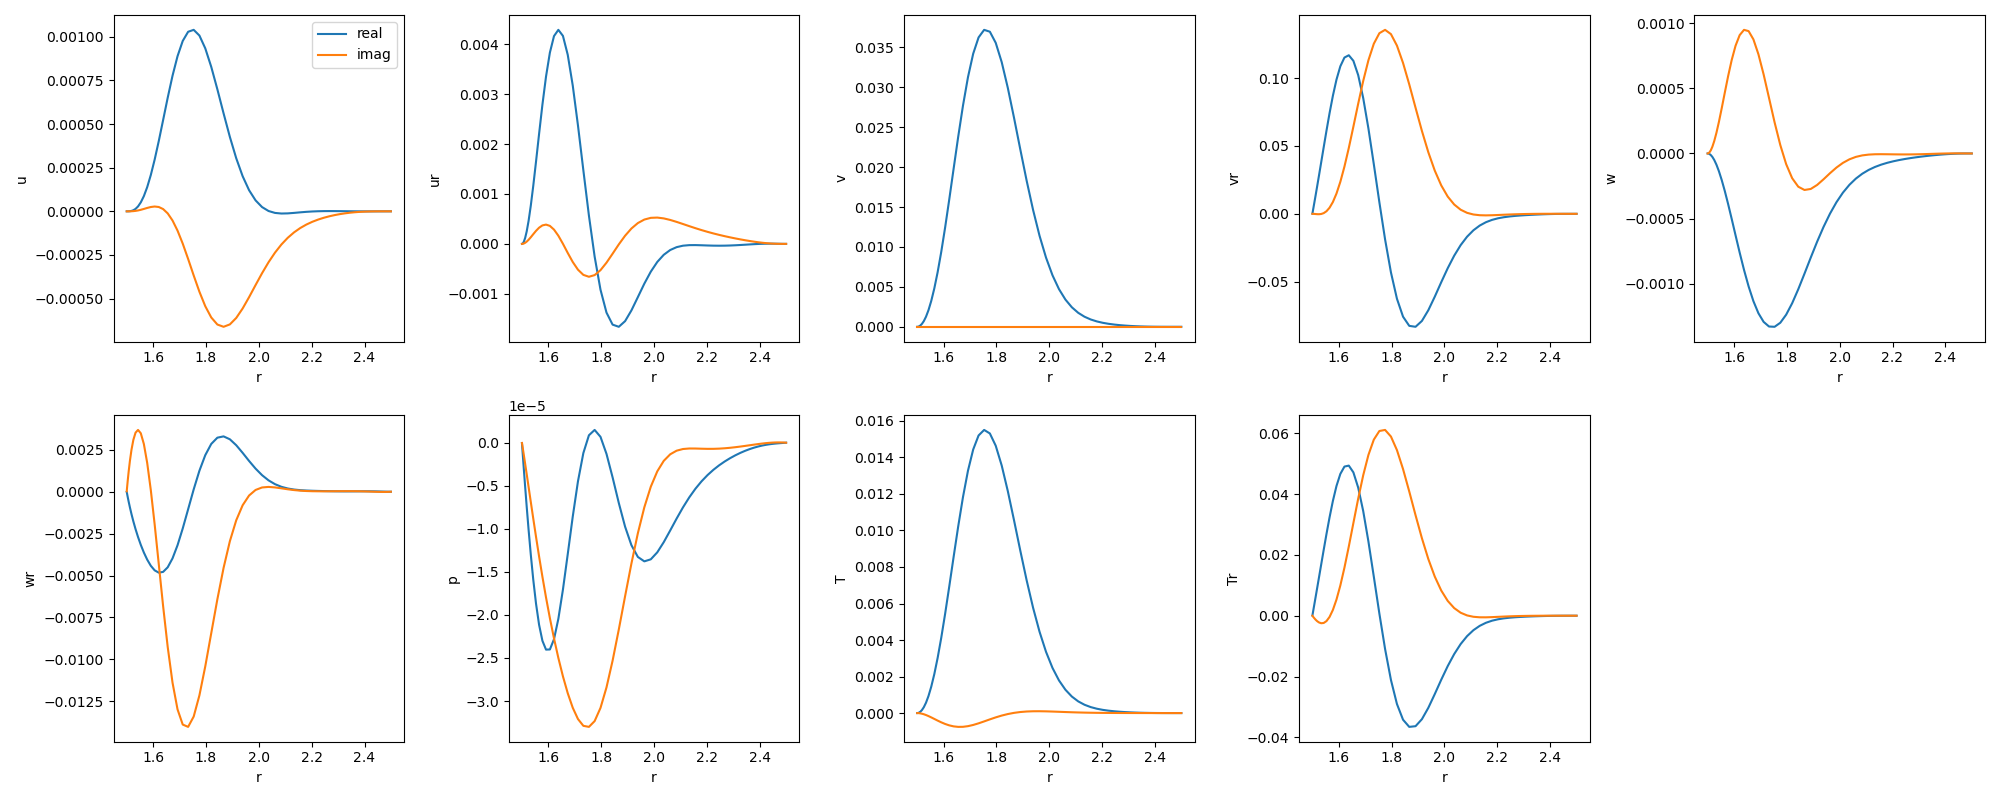 real
imag
0.00100
0.00075
0.00050
0.00025
0.00000
−0.00025
−0.00050
u
1.6 1.8 2.0 2.2 2.4
r
0.004
0.003
0.002
0.001
0.000
−0.001
ur
1.6 1.8 2.0 2.2 2.4
r
0.035
0.030
0.025
0.020
0.015
0.010
0.005
0.000
v
1.6 1.8 2.0 2.2 2.4
r
0.10
0.05
0.00
−0.05
vr
1.6 1.8 2.0 2.2 2.4
r
0.0010
0.0005
0.0000
−0.0005
−0.0010
w
1.6 1.8 2.0 2.2 2.4
r
0.0025
0.0000
−0.0025
−0.0050
−0.0075
−0.0100
−0.0125
wr
1.6 1.8 2.0 2.2 2.4
r
1e−5
0.0
−0.5
−1.0
−1.5
−2.0
−2.5
−3.0
p
1.6 1.8 2.0 2.2 2.4
r
0.016
0.014
0.012
0.010
0.008
0.006
0.004
0.002
0.000
T
1.6 1.8 2.0 2.2 2.4
r
0.06
0.04
0.02
0.00
−0.02
−0.04
Tr
1.6 1.8 2.0 2.2 2.4
r